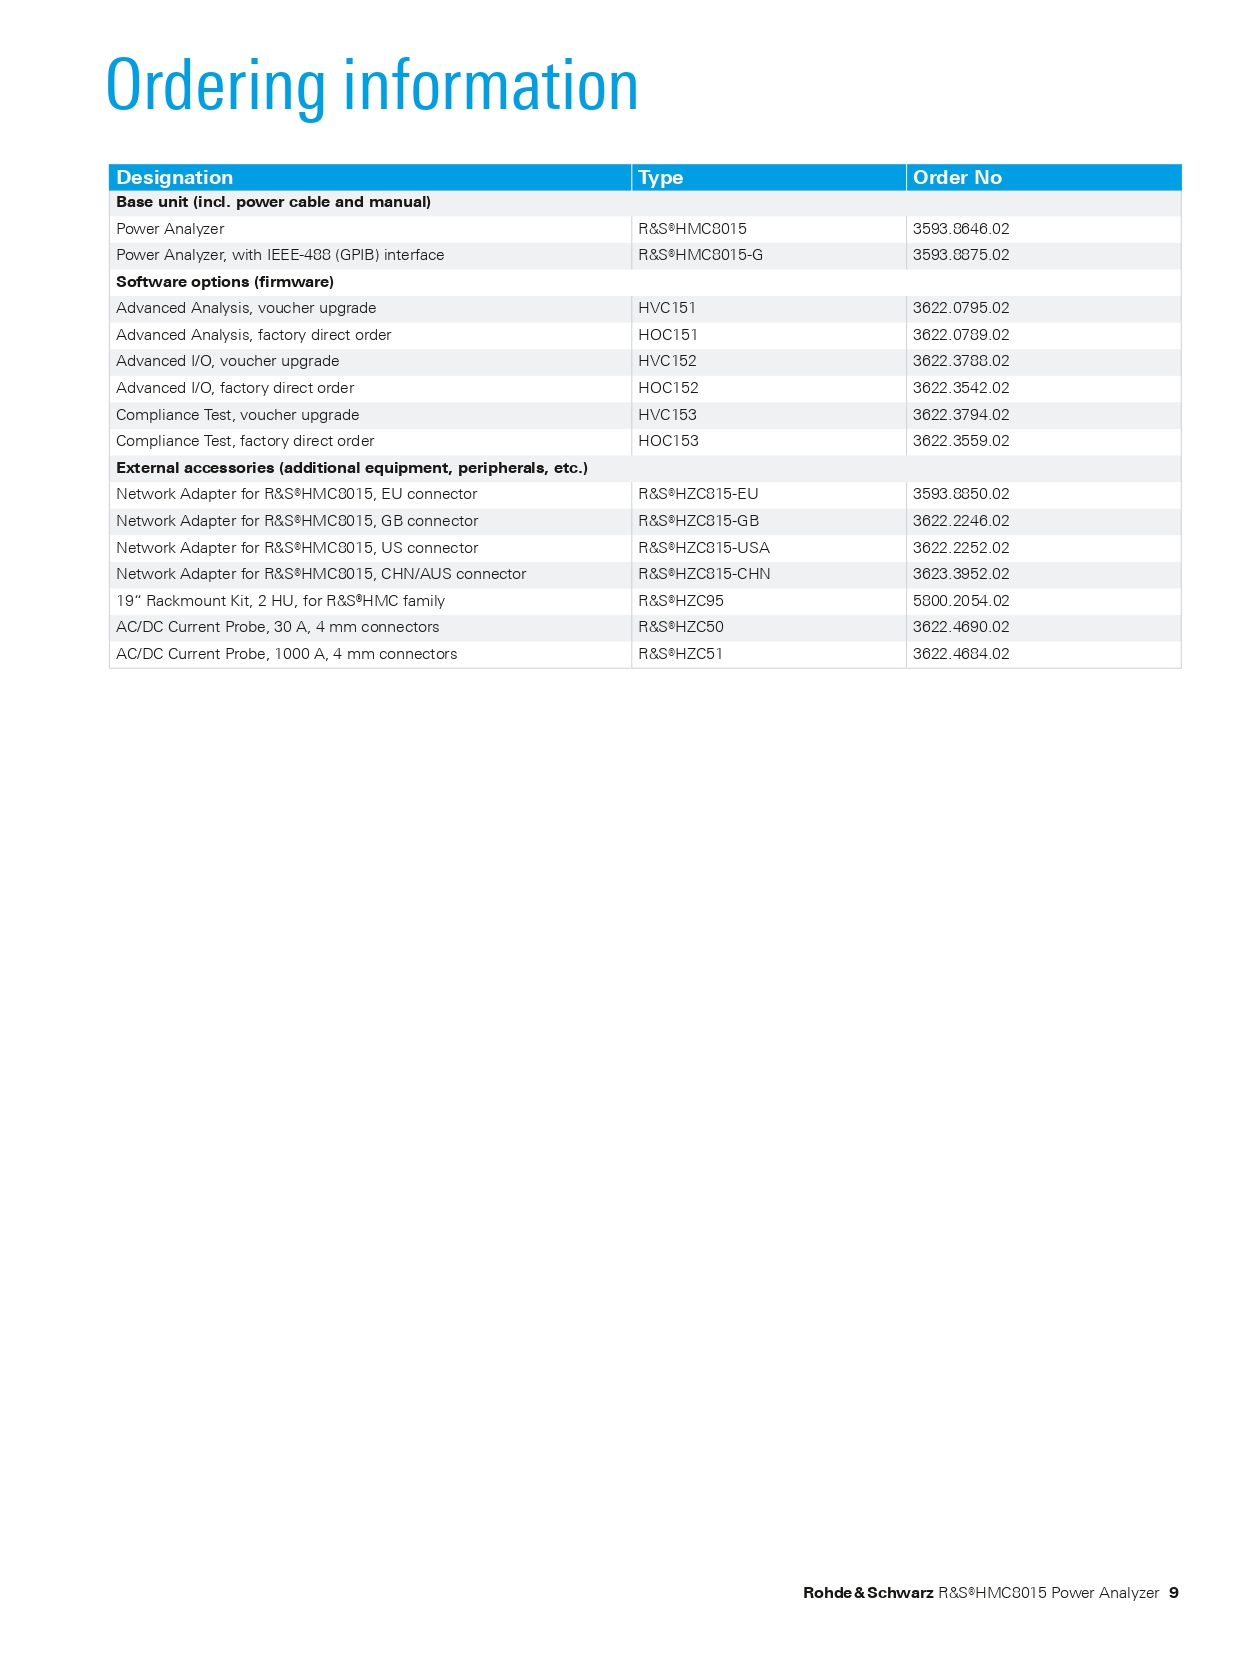 Ordering information
Designation Type Order No
Base unit (incl. power cable and manual)
Power Analyzer R&S®HMC8015 3593.8646.02
Power Analyzer, with IEEE-488 (GPIB) interface R&S®HMC8015-G 3593.8875.02
Software options (firmware)
Advanced Analysis, voucher upgrade HVC151 3622.0795.02
Advanced Analysis, factory direct order HOC151 3622.0789.02
Advanced I/O, voucher upgrade HVC152 3622.3788.02
Advanced I/O, factory direct order HOC152 3622.3542.02
Compliance Test, voucher upgrade HVC153 3622.3794.02
Compliance Test, factory direct order HOC153 3622.3559.02
External accessories (additional equipment, peripherals, etc.)
Network Adapter for R&S®HMC8015, EU connector R&S®HZC815-EU 3593.8850.02
Network Adapter for R&S®HMC8015, GB connector R&S®HZC815-GB 3622.2246.02
Network Adapter for R&S®HMC8015, US connector R&S®HZC815-USA 3622.2252.02
Network Adapter for R&S®HMC8015, CHN/AUS connector R&S®HZC815-CHN 3623.3952.02
19“ Rackmount Kit, 2 HU, for R&S®HMC family R&S®HZC95 5800.2054.02
AC/DC Current Probe, 30 A, 4 mm connectors R&S®HZC50 3622.4690.02
AC/DC Current Probe, 1000 A, 4 mm connectors R&S®HZC51 3622.4684.02
Rohde & Schwarz R&S®HMC8015 Power Analyzer 9